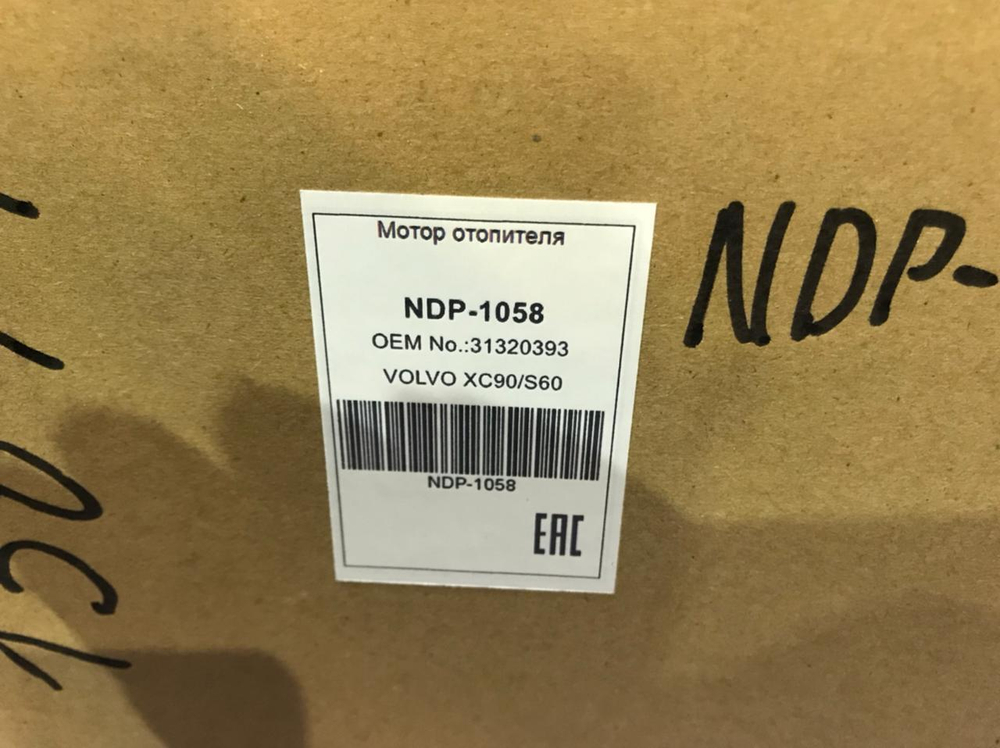 Мотор отопителя
NDP-1058
OEM No.:31320393
VOLVO XC90/S60
NDP-1058
EAC
NDP-